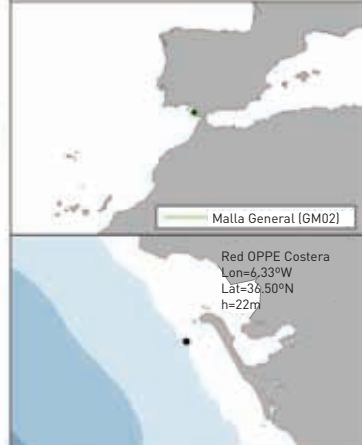 Malla General (GM02)
Red OPPE Costera
Lon=6,33ºW
Lat=36.50ºN
h=22m